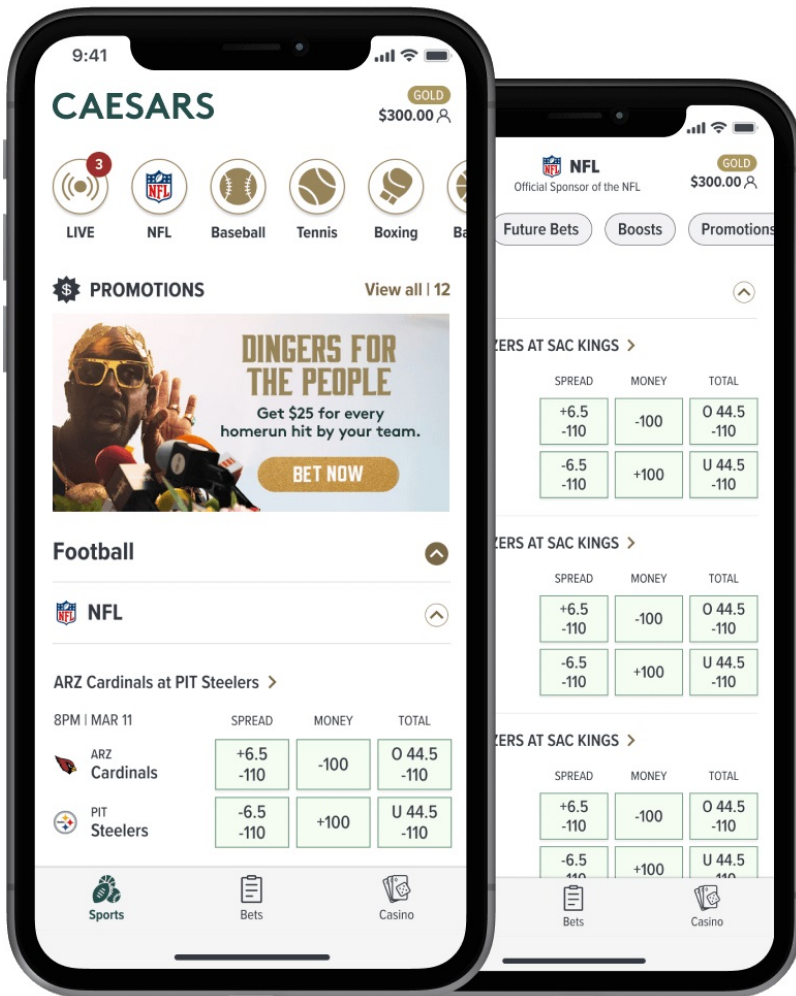 9:41
CAESARS
GOLD
$300.00
3
NFL
LIVE
NFL
Baseball
Tennis
Boxing
Ba
$
PROMOTIONS
View all | 12
DINGERS FOR
THE PEOPLE
Get $25 for every
homerun hit by your team.
BET NOW
Football
NFL
NFL
ARZ Cardinals at PIT Steelers >
8PM | MAR 11
SPREAD
MONEY
TOTAL
ARZ
Cardinals
+6.5
-110
-100
O 44.5
-110
PIT
Steelers
-6.5
-110
+100
U 44.5
-110
Sports
Bets
Casino
NFL
NFL
Official Sponsor of the NFL
GOLD
$300.00
Future Bets
Boosts
Promotions
ZERS AT SAC KINGS >
SPREAD
MONEY
TOTAL
+6.5
-110
-100
O 44.5
-110
-6.5
-110
+100
U 44.5
-110
ZERS AT SAC KINGS >
SPREAD
MONEY
TOTAL
+6.5
-110
-100
O 44.5
-110
-6.5
-110
+100
U 44.5
-110
ZERS AT SAC KINGS >
SPREAD
MONEY
TOTAL
+6.5
-110
-100
O 44.5
-110
-6.5
-110
+100
U 44.5
-110
Bets
Casino